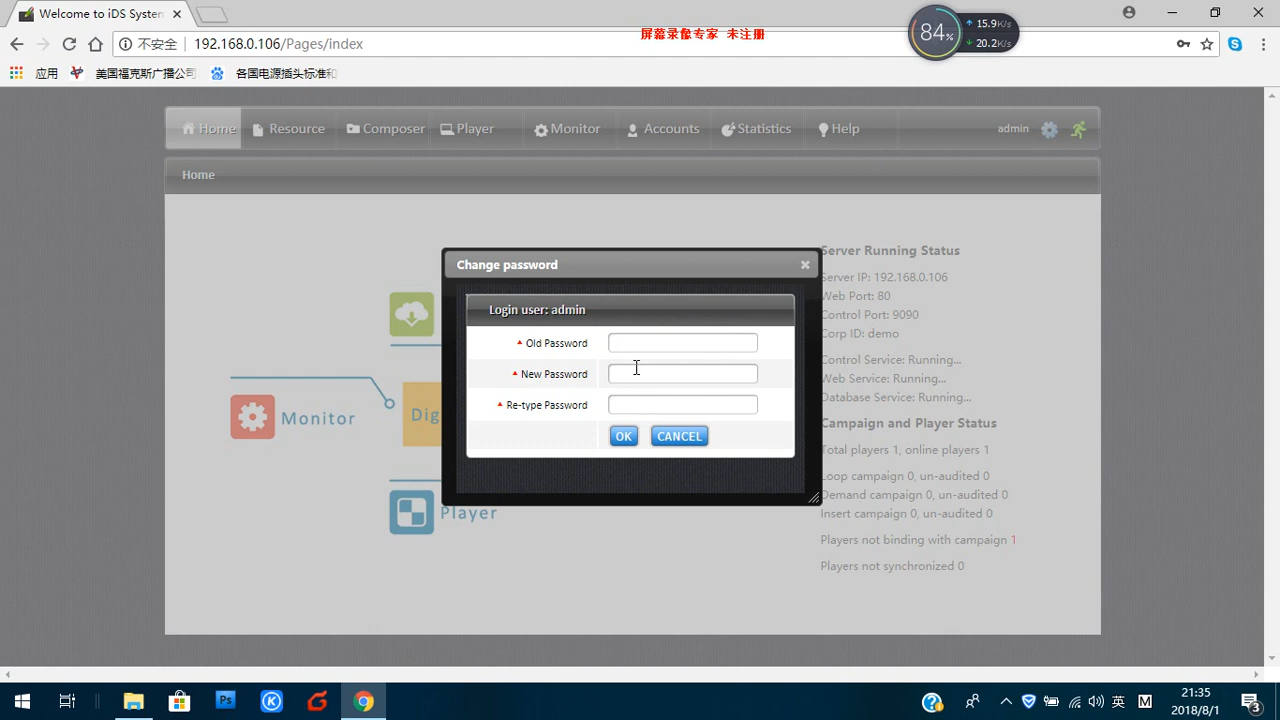 Welcome to iDS System
84%
15.9K/s
20.2K/s
屏幕录像专家 未注册
不安全
192.168.0.106/Pages/index
应用
美国福克斯广播公司
各国电源插头标准和
Home
Resource
Composer
Player
Monitor
Accounts
Statistics
Help
admin
Home
Change password
Login user: admin
Old Password
New Password
Re-type Password
OK
CANCEL
Monitor
Dig
Player
Server Running Status
Server IP: 192.168.0.106
Web Port: 80
Control Port: 9090
Corp ID: demo
Control Service: Running...
Web Service: Running...
Database Service: Running...
Campaign and Player Status
Total players 1, online players 1
Loop campaign 0, un-audited 0
Demand campaign 0, un-audited 0
Insert campaign 0, un-audited 0
Players not binding with campaign 1
Players not synchronized 0
Ps
K
英
M
21:35
2018/8/1
3